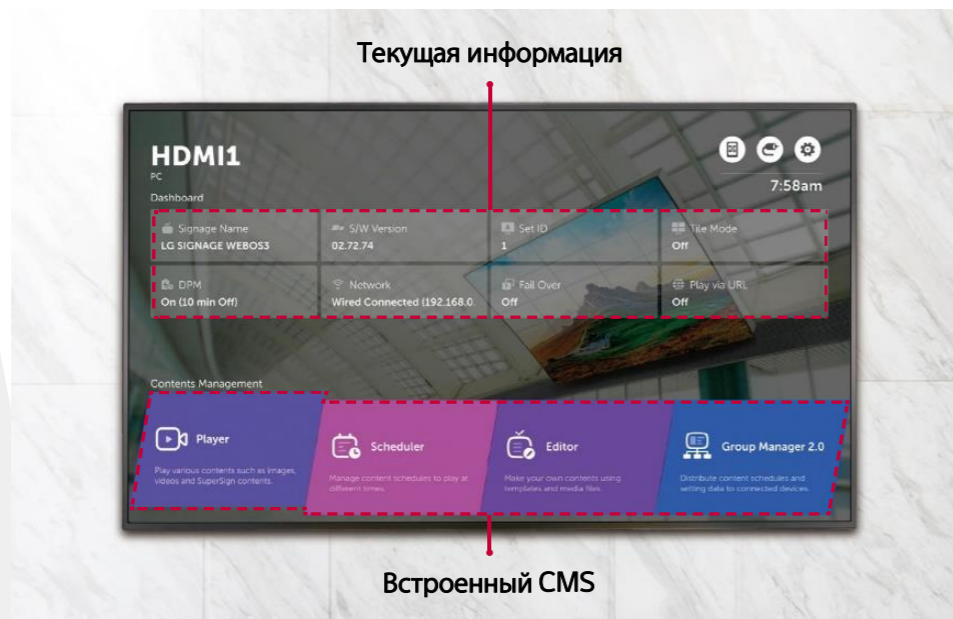 Текущая информация
HDMI1
PC
Dashboard
7:58am
Signage Name
LG SIGNAGE WEBOS3
S/W Version
02.72.74
Set ID
1
Tile Mode
Off
DPM
On (10 min Off)
Network
Wired Connected (192.168.0
Fail Over
Off
Play via URL
Off
Contents Management
Player
Play various contents such as images,
videos and SuperSign contents.
Scheduler
Manage content schedules to play at
different times.
Editor
Make your own contents using
templates and media files.
Group Manager 2.0
Distribute content schedules and
setting data to connected devices.
Встроенный CMS